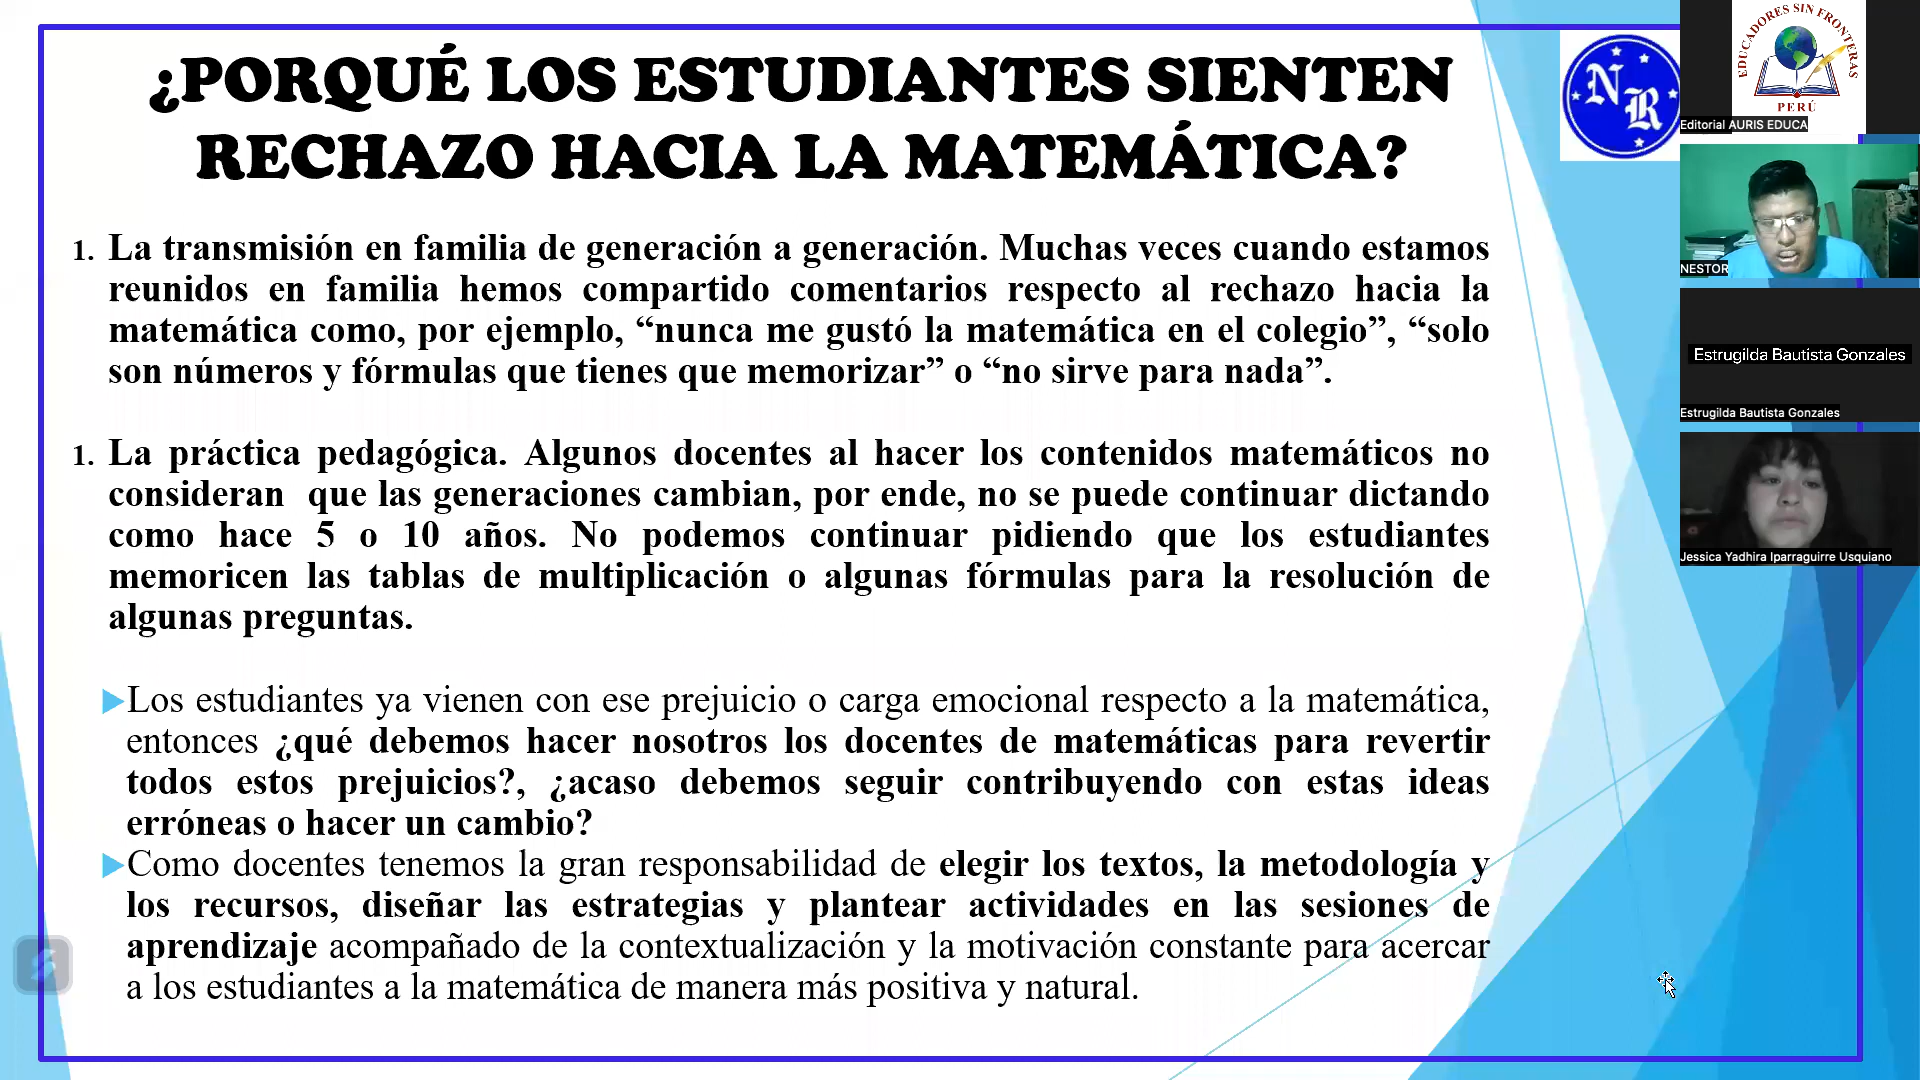 ¿PORQUÉ LOS ESTUDIANTES SIENTEN
RECHAZO HACIA LA MATEMÁTICA?
1. La transmisión en familia de generación a generación. Muchas veces cuando estamos
reunidos en familia hemos compartido comentarios respecto al rechazo hacia la
matemática como, por ejemplo, “nunca me gustó la matemática en el colegio”, “solo
son números y fórmulas que tienes que memorizar” o “no sirve para nada”.
1. La práctica pedagógica. Algunos docentes al hacer los contenidos matemáticos no
consideran que las generaciones cambian, por ende, no se puede continuar dictando
como hace 5 o 10 años. No podemos continuar pidiendo que los estudiantes
memoricen las tablas de multiplicación o algunas fórmulas para la resolución de
algunas preguntas.
Los estudiantes ya vienen con ese prejuicio o carga emocional respecto a la matemática,
entonces ¿qué debemos hacer nosotros los docentes de matemáticas para revertir
todos estos prejuicios?, ¿acaso debemos seguir contribuyendo con estas ideas
erróneas o hacer un cambio?
Como docentes tenemos la gran responsabilidad de elegir los textos, la metodología y
los recursos, diseñar las estrategias y plantear actividades en las sesiones de
aprendizaje acompañado de la contextualización y la motivación constante para acercar
a los estudiantes a la matemática de manera más positiva y natural.
NR
EDUCADORES SIN FRONTERAS
PERÚ
Editorial AURIS EDUCA
NESTOR
Estrugilda Bautista Gonzales
Estrugilda Bautista Gonzales
Jessica Yadhira Iparraguirre Usquiano